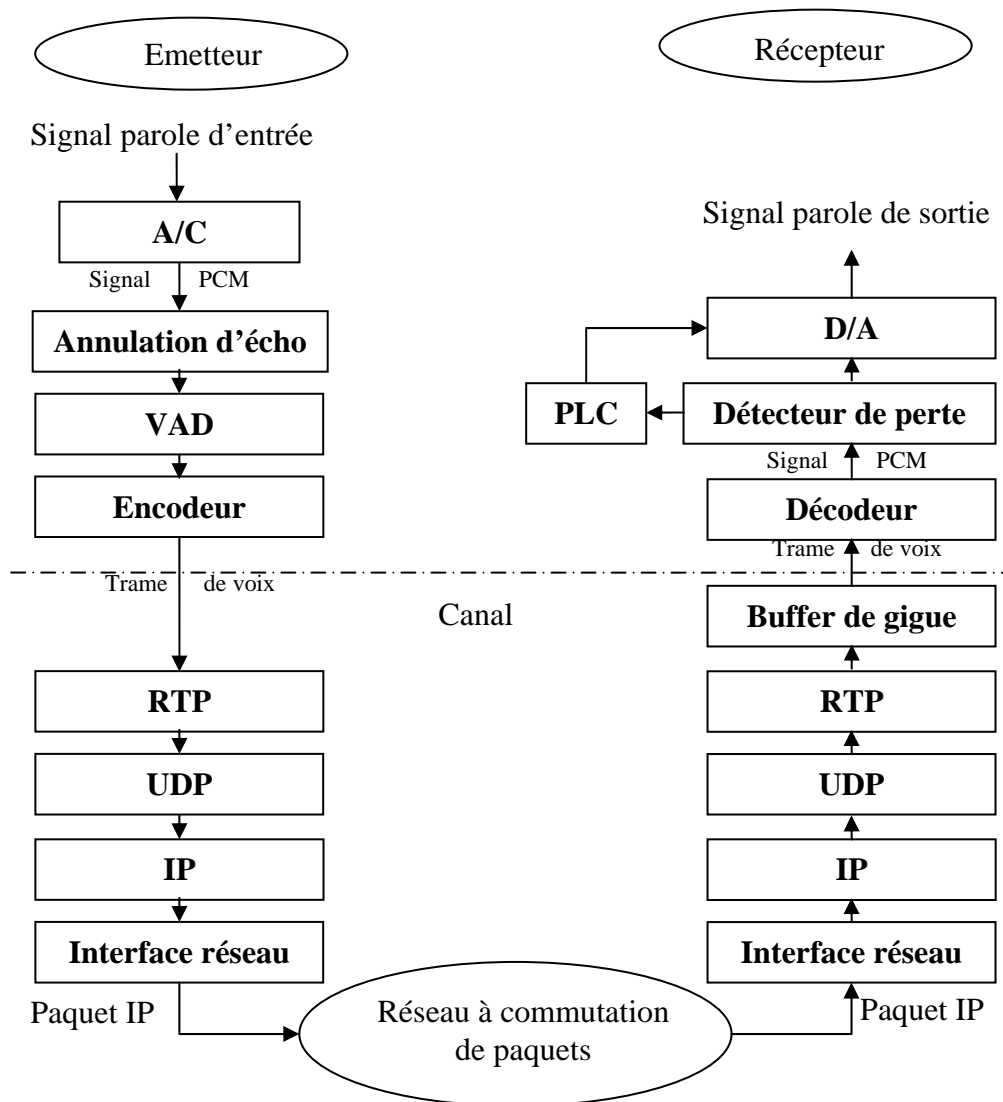 Emetteur
Signal parole d'entrée
A/C
Signal PCM
Annulation d'écho
VAD
Encodeur
Trame de voix
RTP
UDP
IP
Interface réseau
Paquet IP
Réseau à commutation
de paquets
Canal
Récepteur
Signal parole de sortie
D/A
PLC
Détecteur de perte
Signal PCM
Décodeur
Trame de voix
Buffer de gigue
RTP
UDP
IP
Interface réseau
Paquet IP